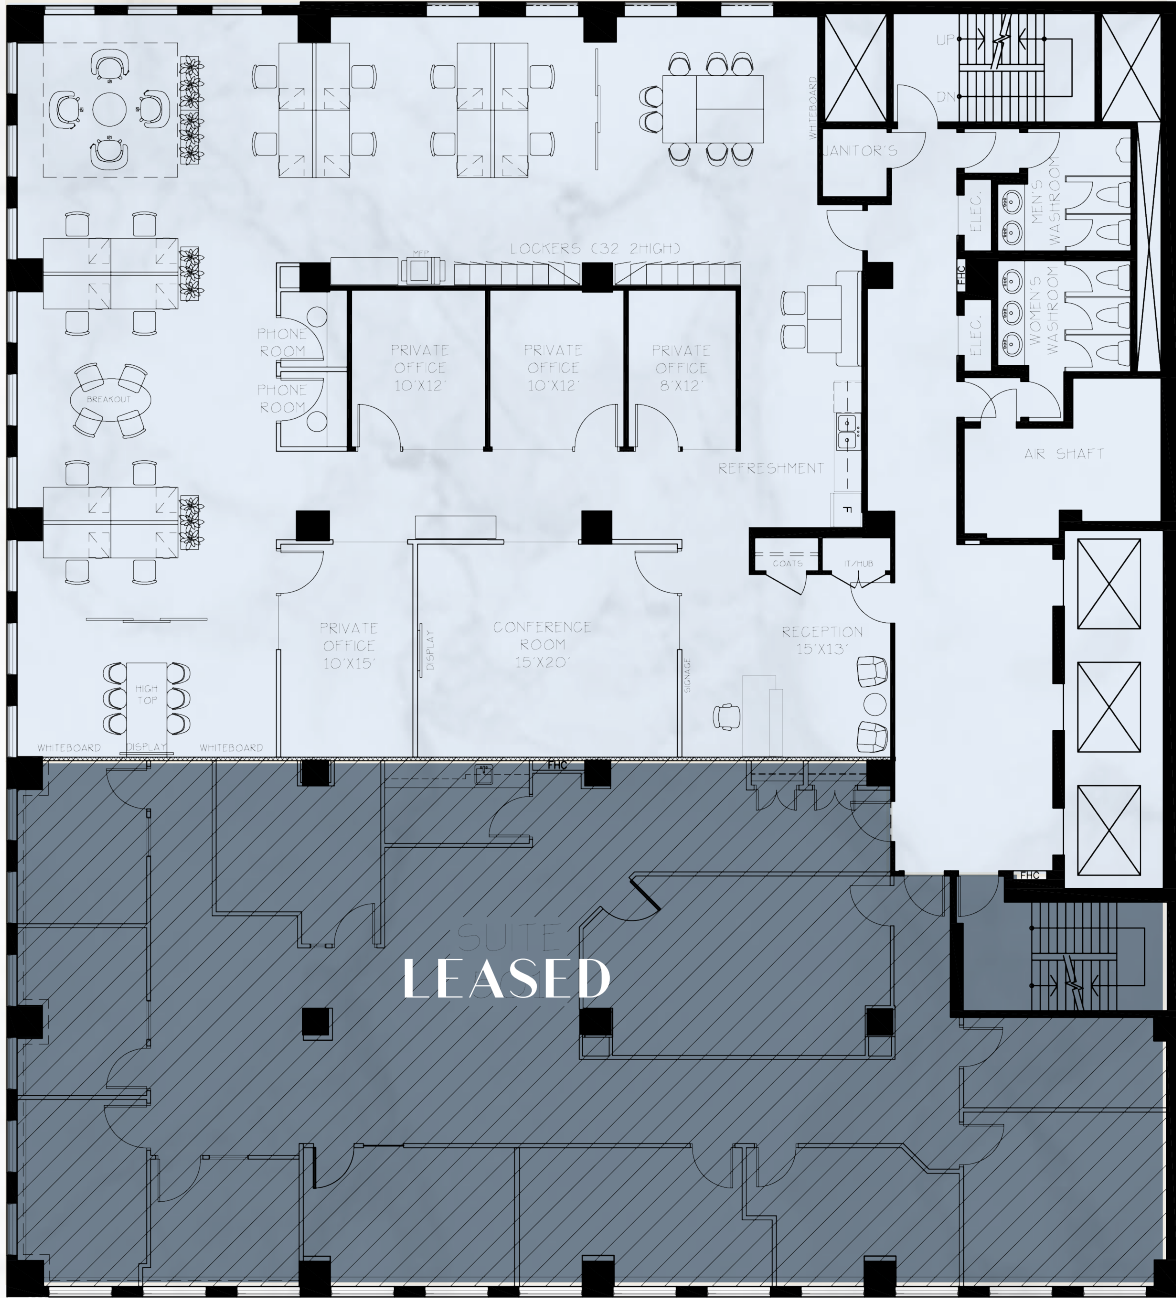 UP
DN
WHITEBOARD
JANITOR'S
ELEC.
MEN'S
WASHROOM
LOCKERS (32 2HIGH)
MFP
FHC
WOMEN'S
WASHROOM
ELEC.
PHONE
ROOM
PHONE
ROOM
PRIVATE
OFFICE
10'X12'
PRIVATE
OFFICE
10'X12'
PRIVATE
OFFICE
8'X12'
BREAKOUT
REFRESHMENT
AIR SHAFT
F
COATS
IT/HUB
PRIVATE
OFFICE
10'X15'
DISPLAY
CONFERENCE
ROOM
15'X20'
SIGNAGE
RECEPTION
15'X13'
HIGH
TOP
WHITEBOARD
DISPLAY
WHITEBOARD
FHC
FHC
SUITE
LEASED